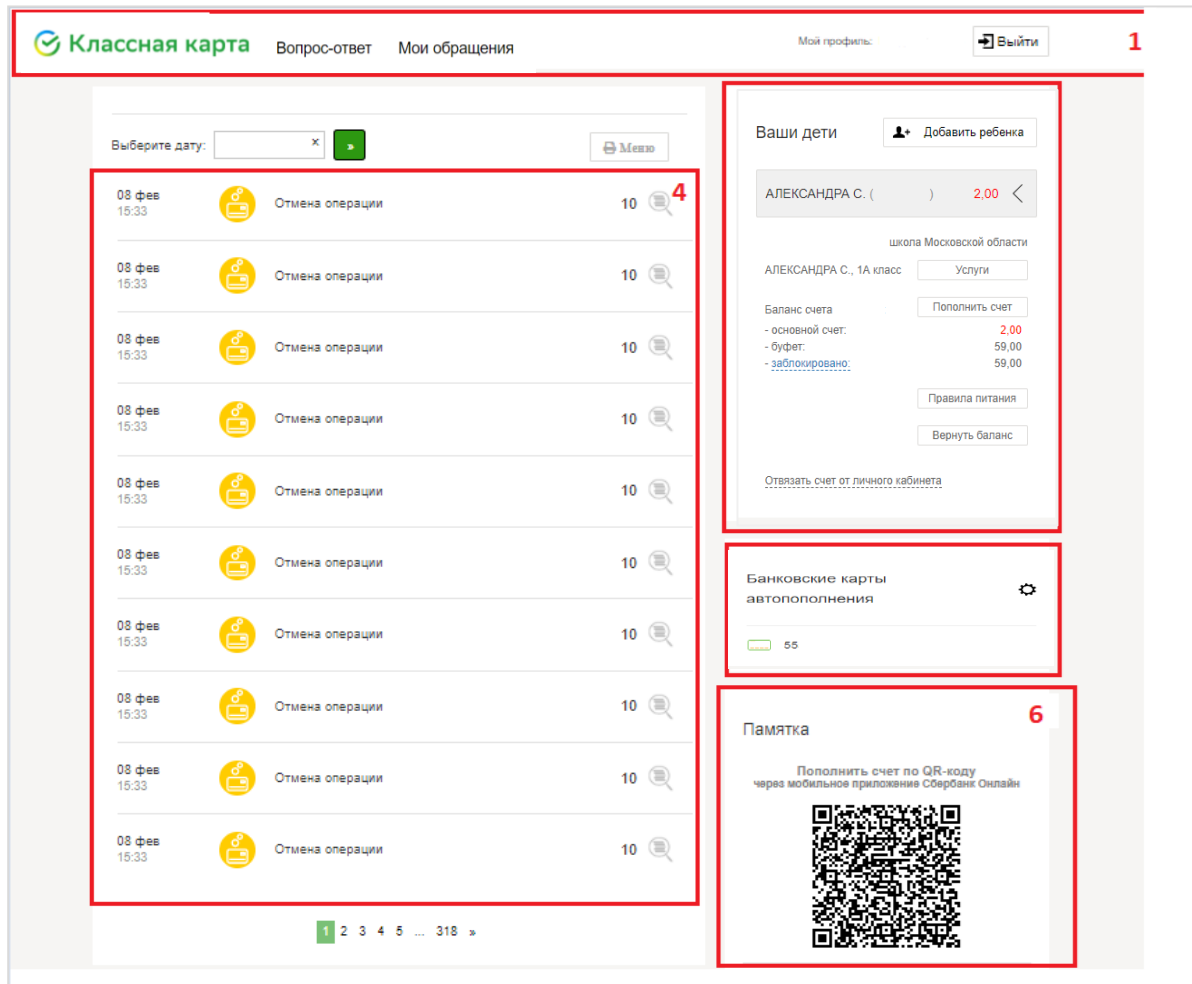 Классная карта Вопрос-ответ Мои обращения Мой профиль: Выйти 1
Выберите дату: × » Меню
4
08 фев Отмена операции 10
15:33
08 фев Отмена операции 10
15:33
08 фев Отмена операции 10
15:33
08 фев Отмена операции 10
15:33
08 фев Отмена операции 10
15:33
08 фев Отмена операции 10
15:33
08 фев Отмена операции 10
15:33
08 фев Отмена операции 10
15:33
08 фев Отмена операции 10
15:33
08 фев Отмена операции 10
15:33
1 2 3 4 5 ... 318 »
Ваши дети Добавить ребенка
АЛЕКСАНДРА С. ( ) 2,00
школа Московской области
АЛЕКСАНДРА С., 1А класс Услуги
Баланс счета Пополнить счет
- основной счет: 2,00
- буфет: 59,00
- заблокировано: 59,00
Правила питания
Вернуть баланс
Отвязать счет от личного кабинета
Банковские карты
автопополнения
55
6
Памятка
Пополнить счет по QR-коду
через мобильное приложение Сбербанк Онлайн